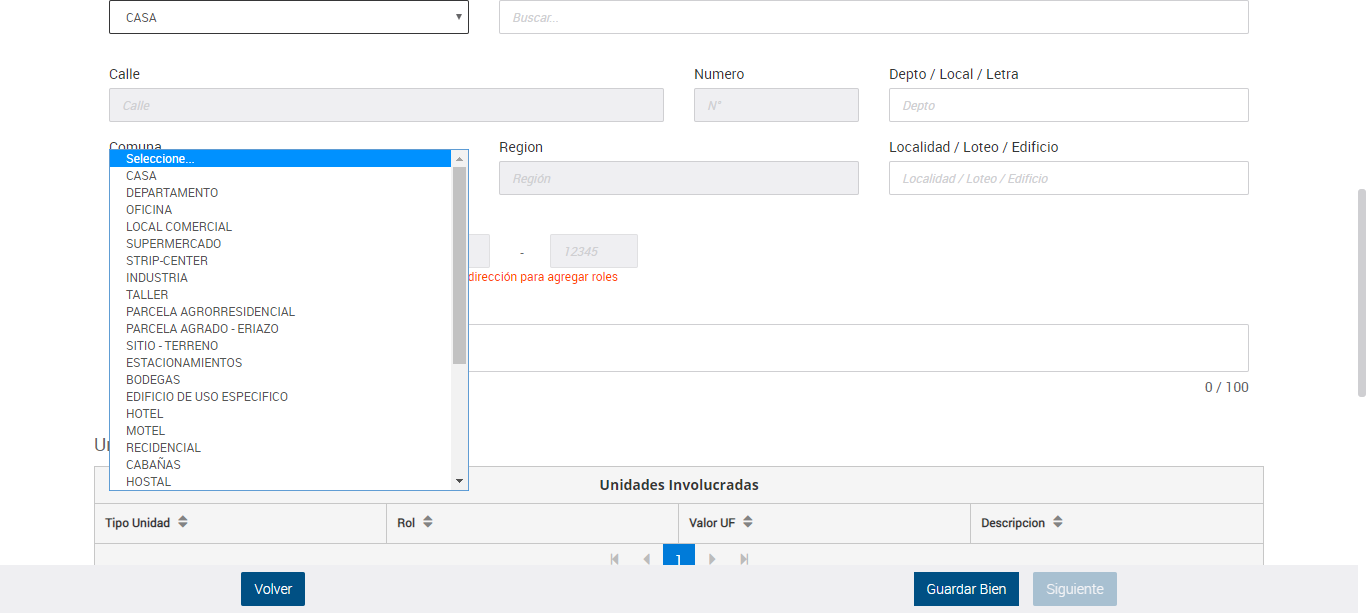 CASA
Buscar...
Calle
Numero
Depto / Local / Letra
Calle
N°
Depto
Comuna
Region
Localidad / Loteo / Edificio
Región
Localidad / Loteo / Edificio
Seleccione...
CASA
DEPARTAMENTO
OFICINA
LOCAL COMERCIAL
SUPERMERCADO
STRIP-CENTER
INDUSTRIA
TALLER
PARCELA AGRORRESIDENCIAL
PARCELA AGRADO - ERIAZO
SITIO - TERRENO
ESTACIONAMIENTOS
BODEGAS
EDIFICIO DE USO ESPECIFICO
HOTEL
MOTEL
RECIDENCIAL
CABAÑAS
HOSTAL
-
12345
dirección para agregar roles
0 / 100
Unidades Involucradas
Tipo Unidad
Rol
Valor UF
Descripcion
1
Volver
Guardar Bien
Siguiente